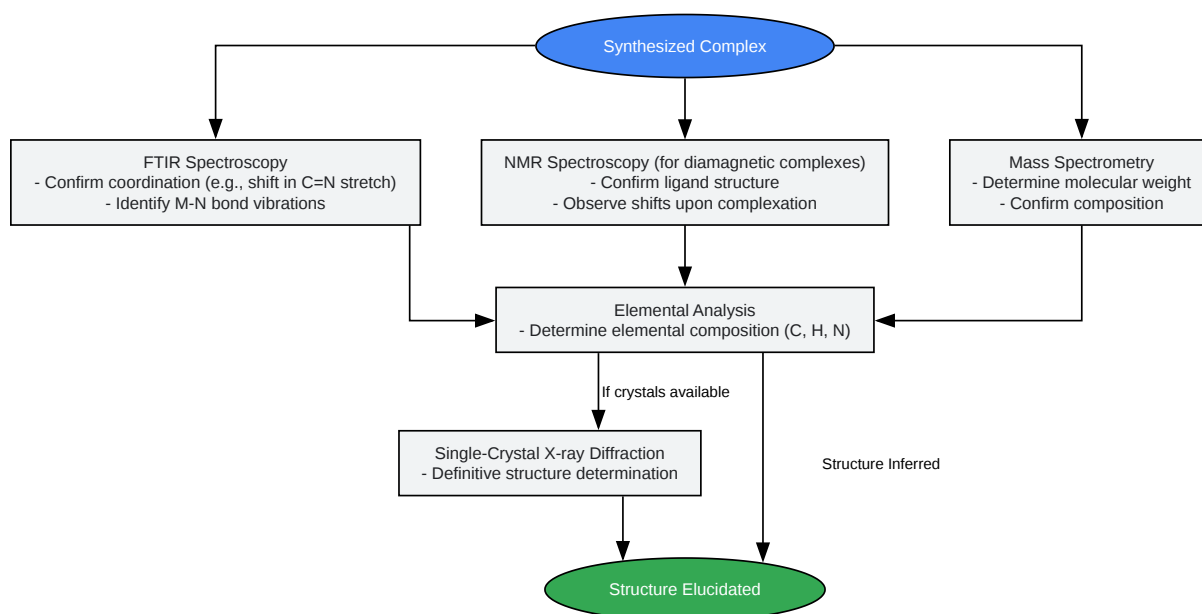 Synthesized Complex
FTIR Spectroscopy
- Confirm coordination (e.g., shift in C=N stretch)
- Identify M-N bond vibrations
NMR Spectroscopy (for diamagnetic complexes)
- Confirm ligand structure
- Observe shifts upon complexation
Mass Spectrometry
- Determine molecular weight
- Confirm composition
Elemental Analysis
- Determine elemental composition (C, H, N)
If crystals available
Single-Crystal X-ray Diffraction
- Definitive structure determination
Structure Inferred
Structure Elucidated